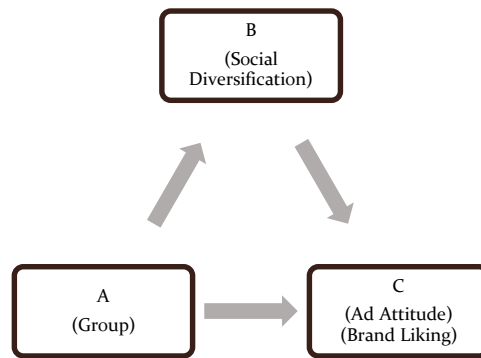 B
(Social
Diversification)
A
(Group)
C
(Ad Attitude)
(Brand Liking)